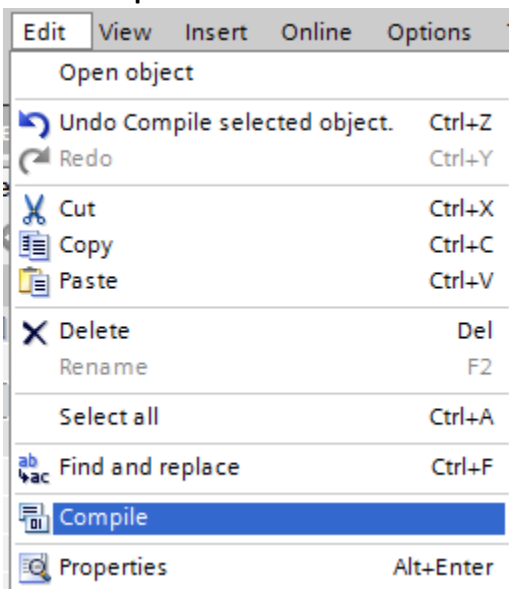 Edit View Insert Online Options
Open object
Undo Compile selected object. Ctrl+Z
Redo Ctrl+Y
Cut Ctrl+X
Copy Ctrl+C
Paste Ctrl+V
Delete Del
Rename F2
Select all Ctrl+A
Find and replace Ctrl+F
Compile
Properties Alt+Enter